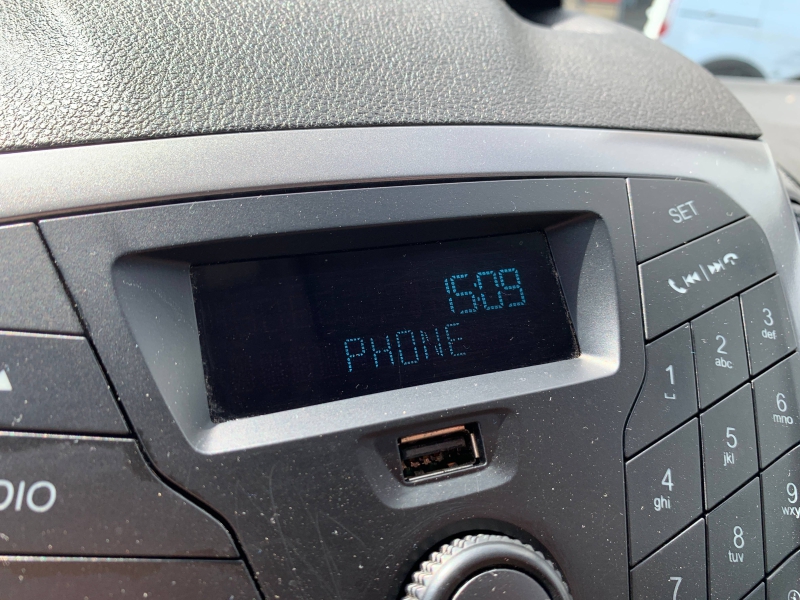 15:09
PHONE
SET
DIO
1
2
abc
3
def
4
ghi
5
jkl
6
mno
7
8
tuv
9
wxy